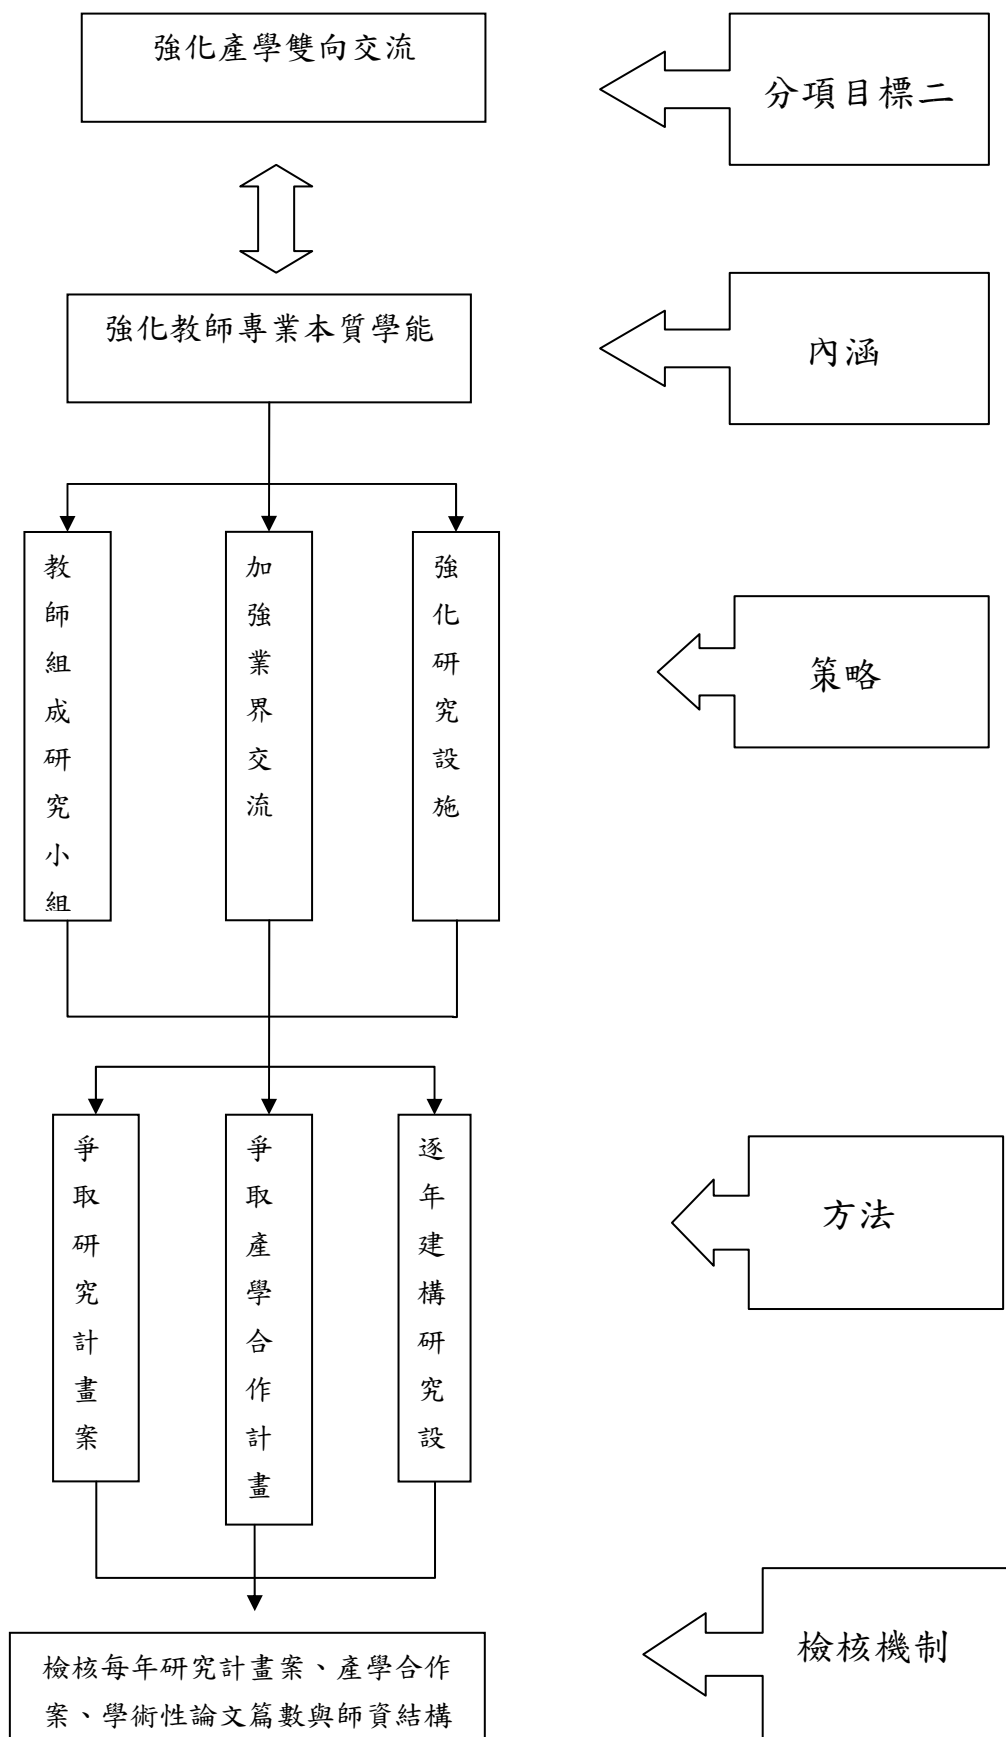 強化產學雙向交流
分項目標二
強化教師專業本質學能
內涵
教師組成研究小組
加強業界交流
強化研究設施
策略
爭取研究計畫案
爭取產學合作計畫
逐年建構研究設
方法
檢核每年研究計畫案、產學合作
案、學術性論文篇數與師資結構
檢核機制